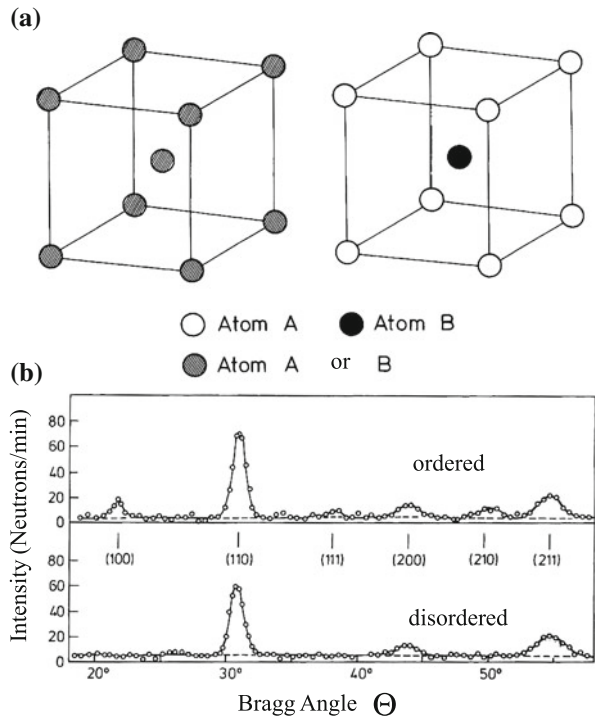 (a)
Atom A Atom B
Atom A or B
(b)
Intensity (Neutrons/min)
80
60
40
20
0
ordered
(100) (110) (111) (200) (210) (211)
80
60
40
20
0
disordered
20° 30° 40° 50°
Bragg Angle Θ